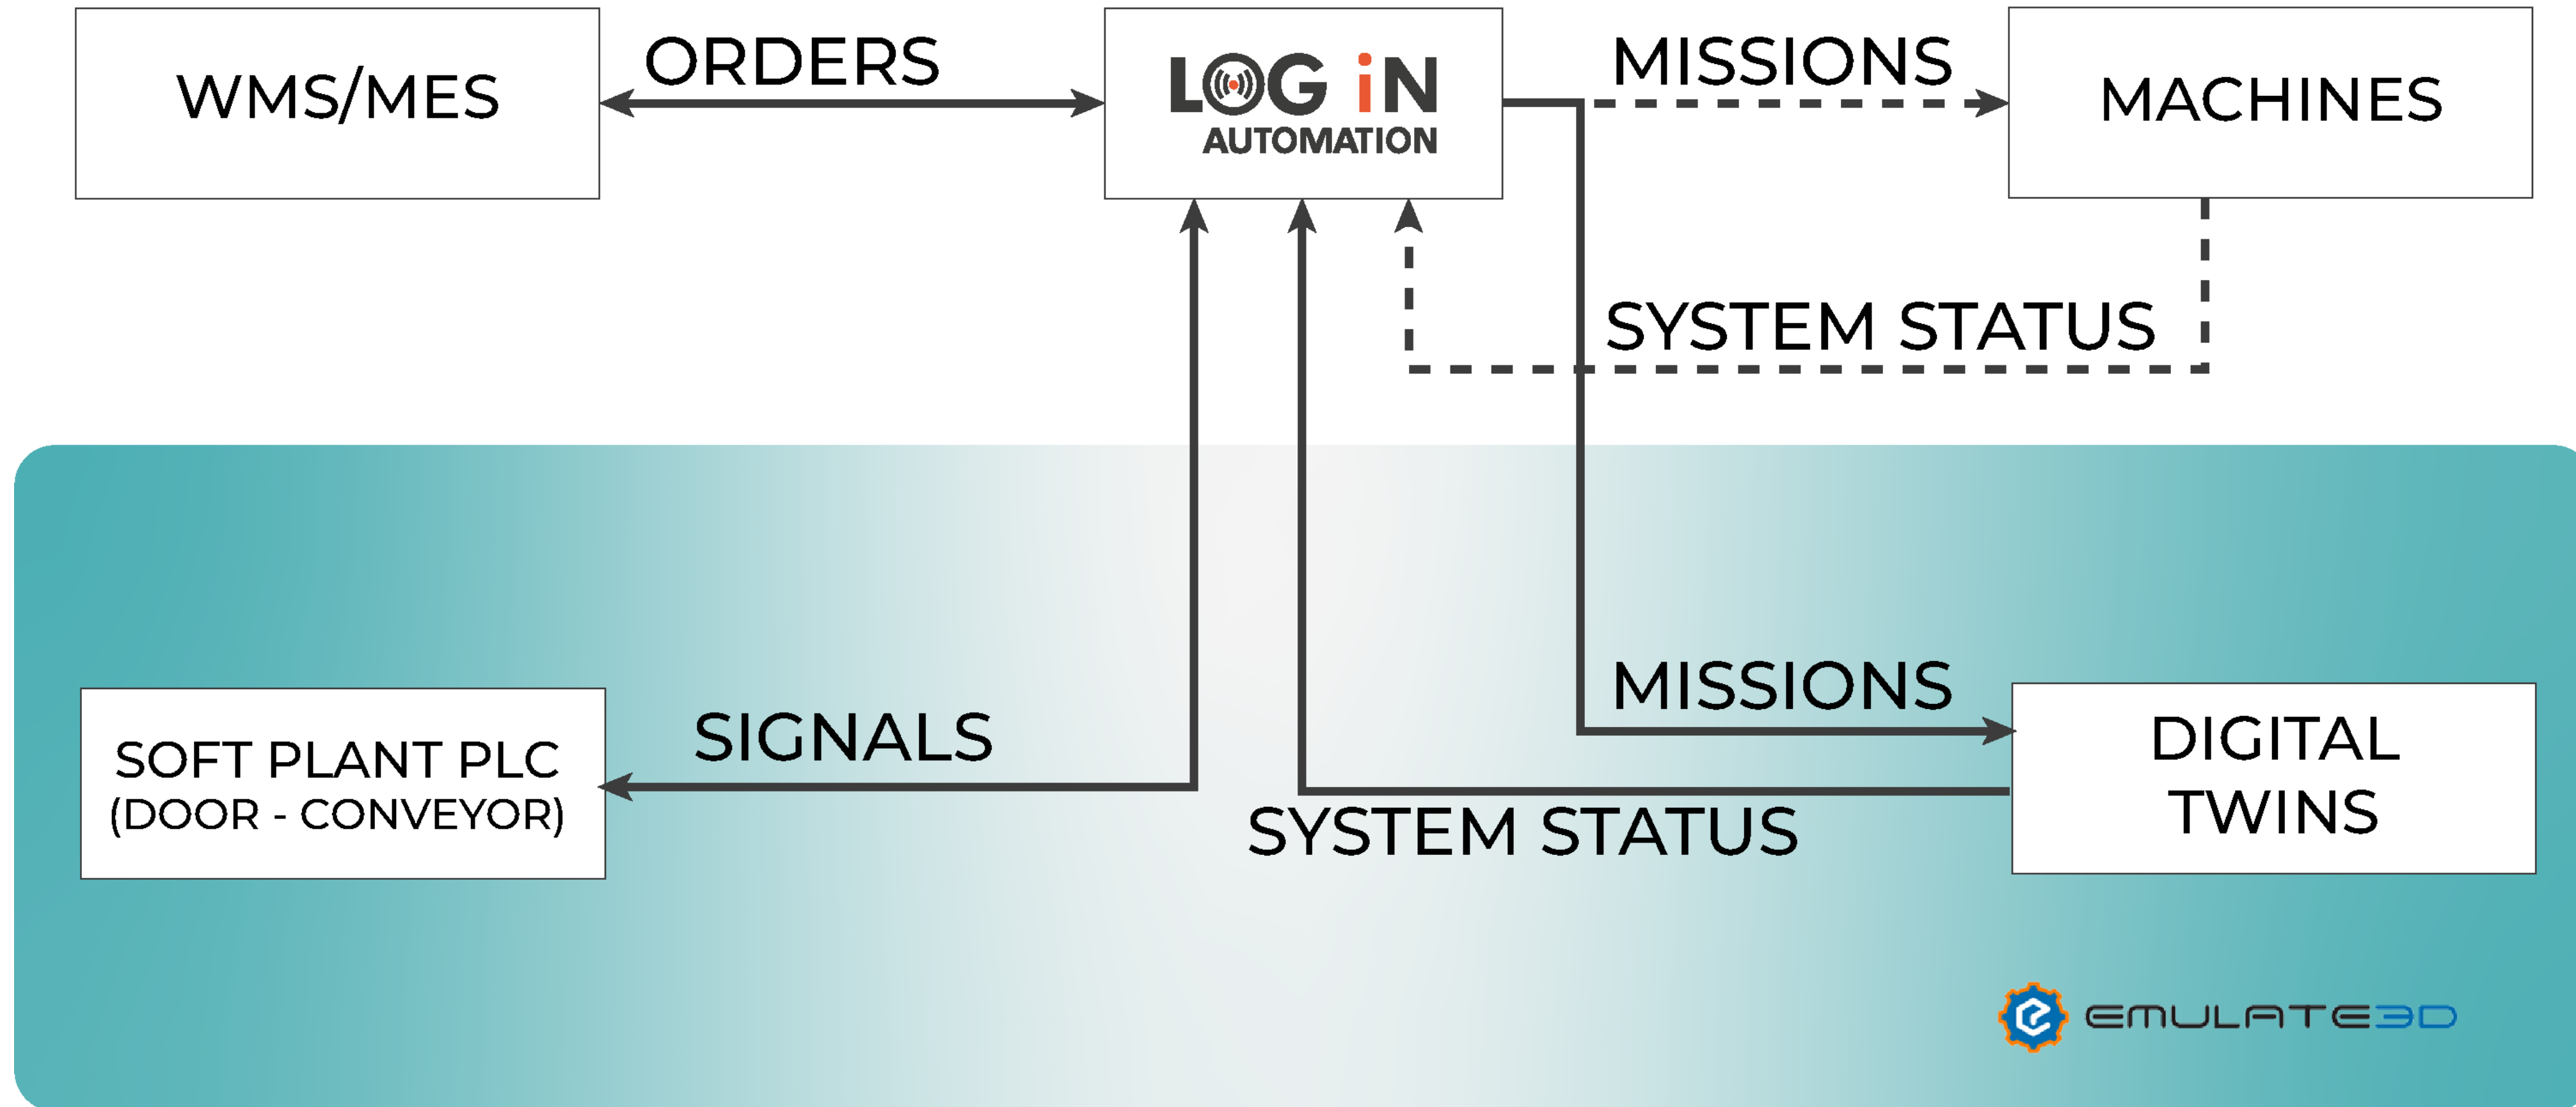 WMS/MES
ORDERS
LOG iN
AUTOMATION
MISSIONS
MACHINES
SYSTEM STATUS
SOFT PLANT PLC
(DOOR - CONVEYOR)
SIGNALS
MISSIONS
SYSTEM STATUS
DIGITAL
TWINS
EMULATE3D